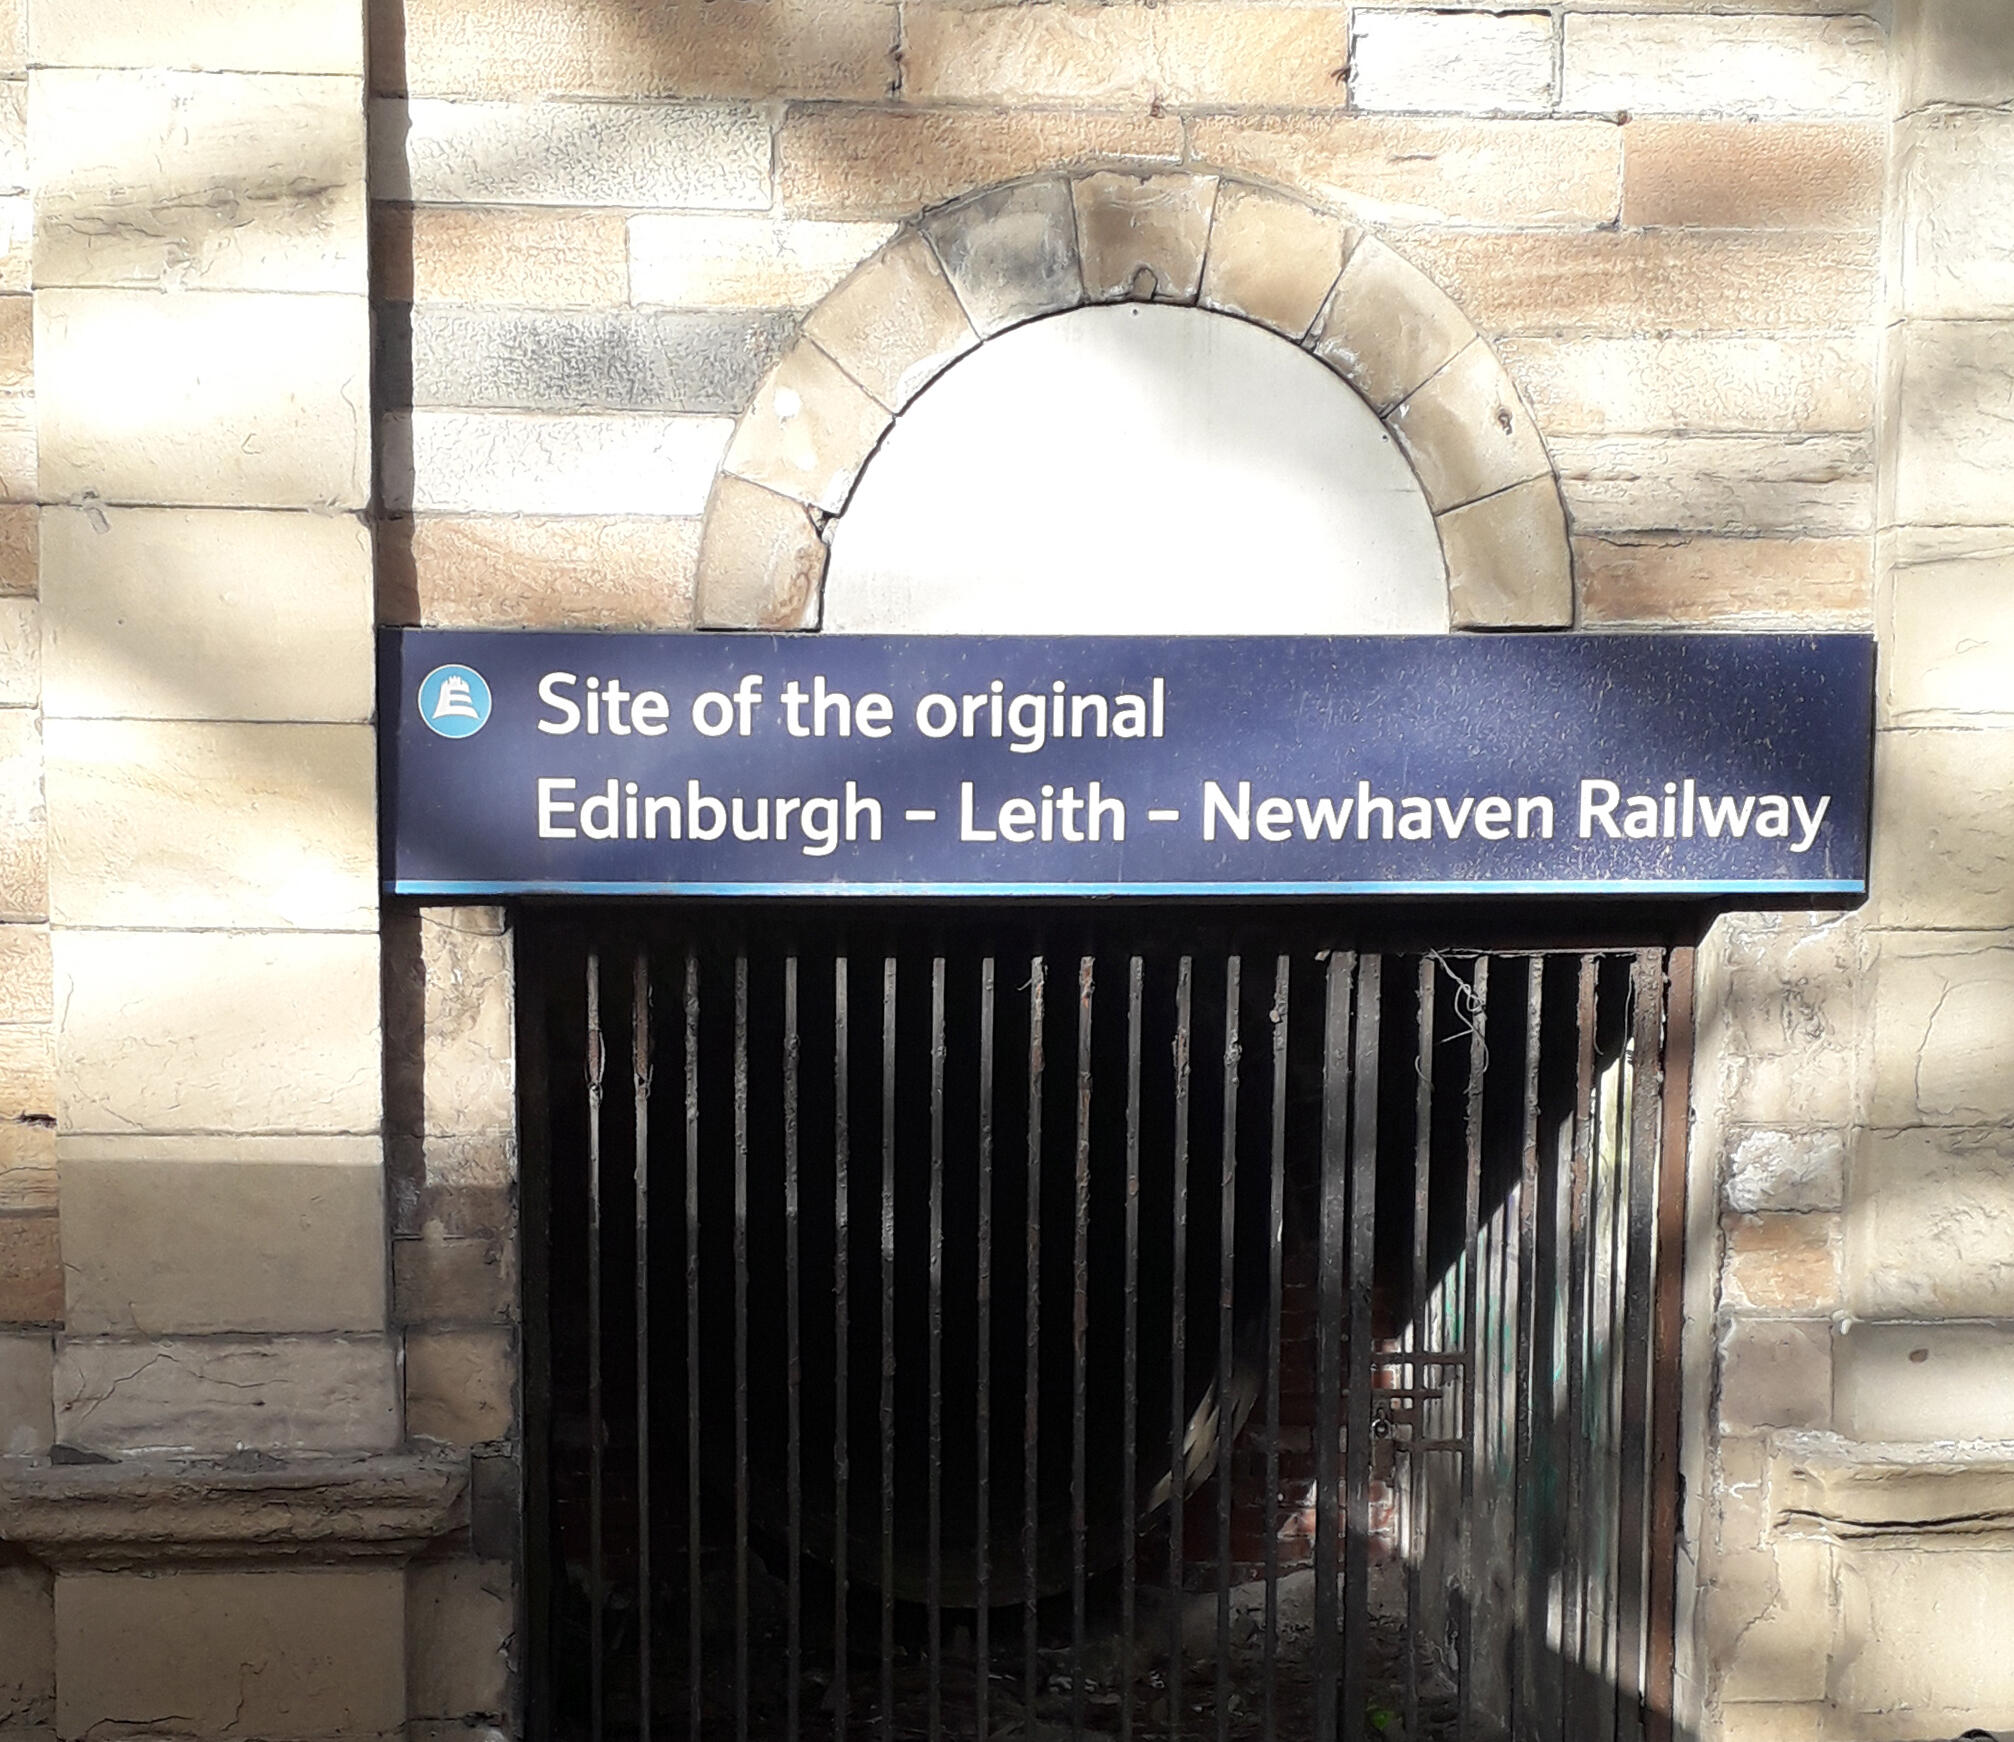 Site of the original
Edinburgh - Leith - Newhaven Railway